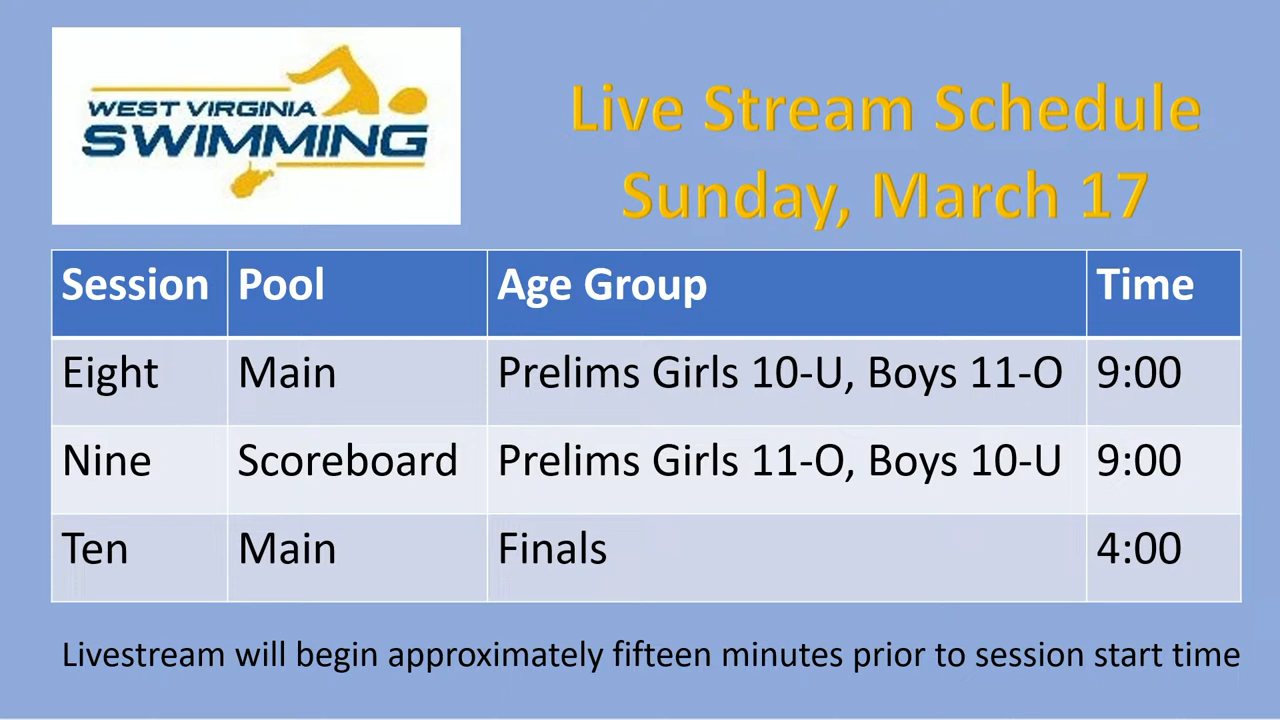 WEST VIRGINIA
SWIMMING
Live Stream Schedule
Sunday, March 17
Session Pool Age Group Time
Eight Main Prelims Girls 10-U, Boys 11-O 9:00
Nine Scoreboard Prelims Girls 11-O, Boys 10-U 9:00
Ten Main Finals 4:00
Livestream will begin approximately fifteen minutes prior to session start time